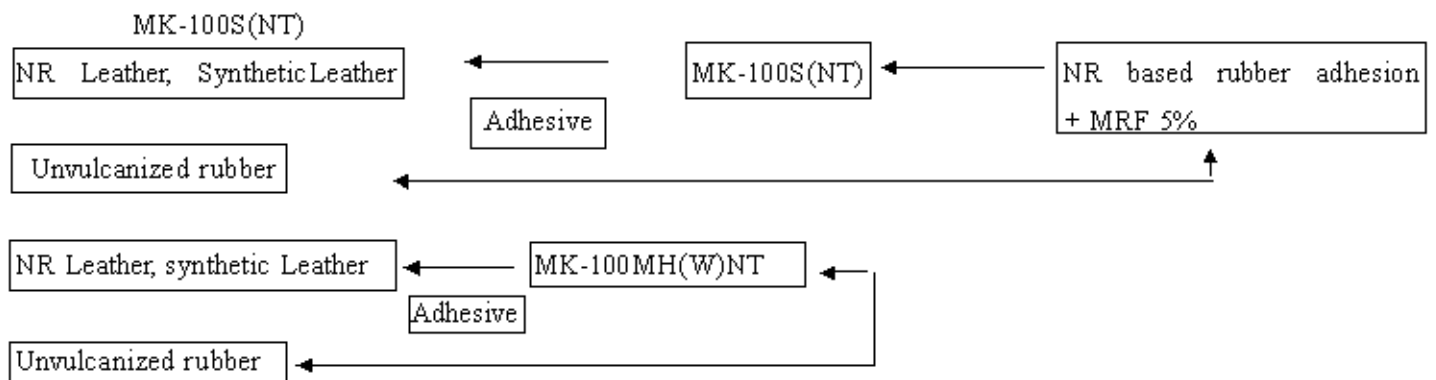 MK-100S(NT)
NR Leather, Synthetic Leather
MK-100S(NT)
NR based rubber adhesion
+ MRF 5%
Adhesive
Unvulcanized rubber
NR Leather, synthetic Leather
MK-100MH(W)NT
Adhesive
Unvulcanized rubber